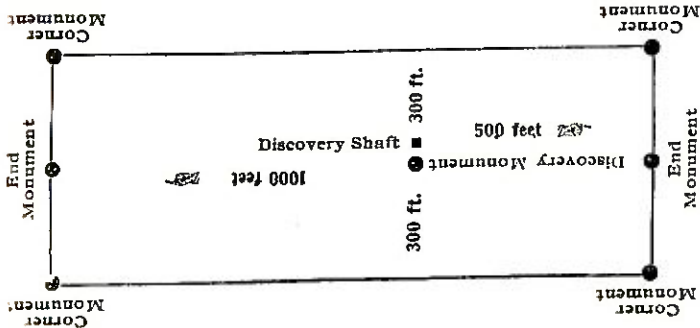 Corner
Monument
Corner
Monument
End
Monument
300 ft.
500 feet
Discovery Shaft
Discovery Monument
1000 feet
300 ft.
End
Monument
Corner
Monument
Corner
Monument